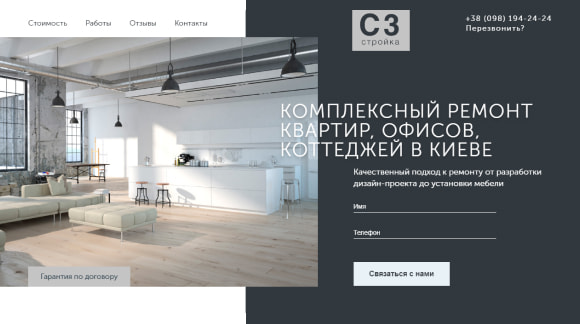 Стоимость Работы Отзывы Контакты
С3
стройка
+38 (098) 194-24-24
Перезвонить?
КОМПЛЕКСНЫЙ РЕМОНТ
КВАРТИР, ОФИСОВ,
КОТТЕДЖЕЙ В КИЕВЕ
Качественный подход к ремонту от разработки
дизайн-проекта до установки мебели
Имя
Телефон
Связаться с нами
Гарантия по договору